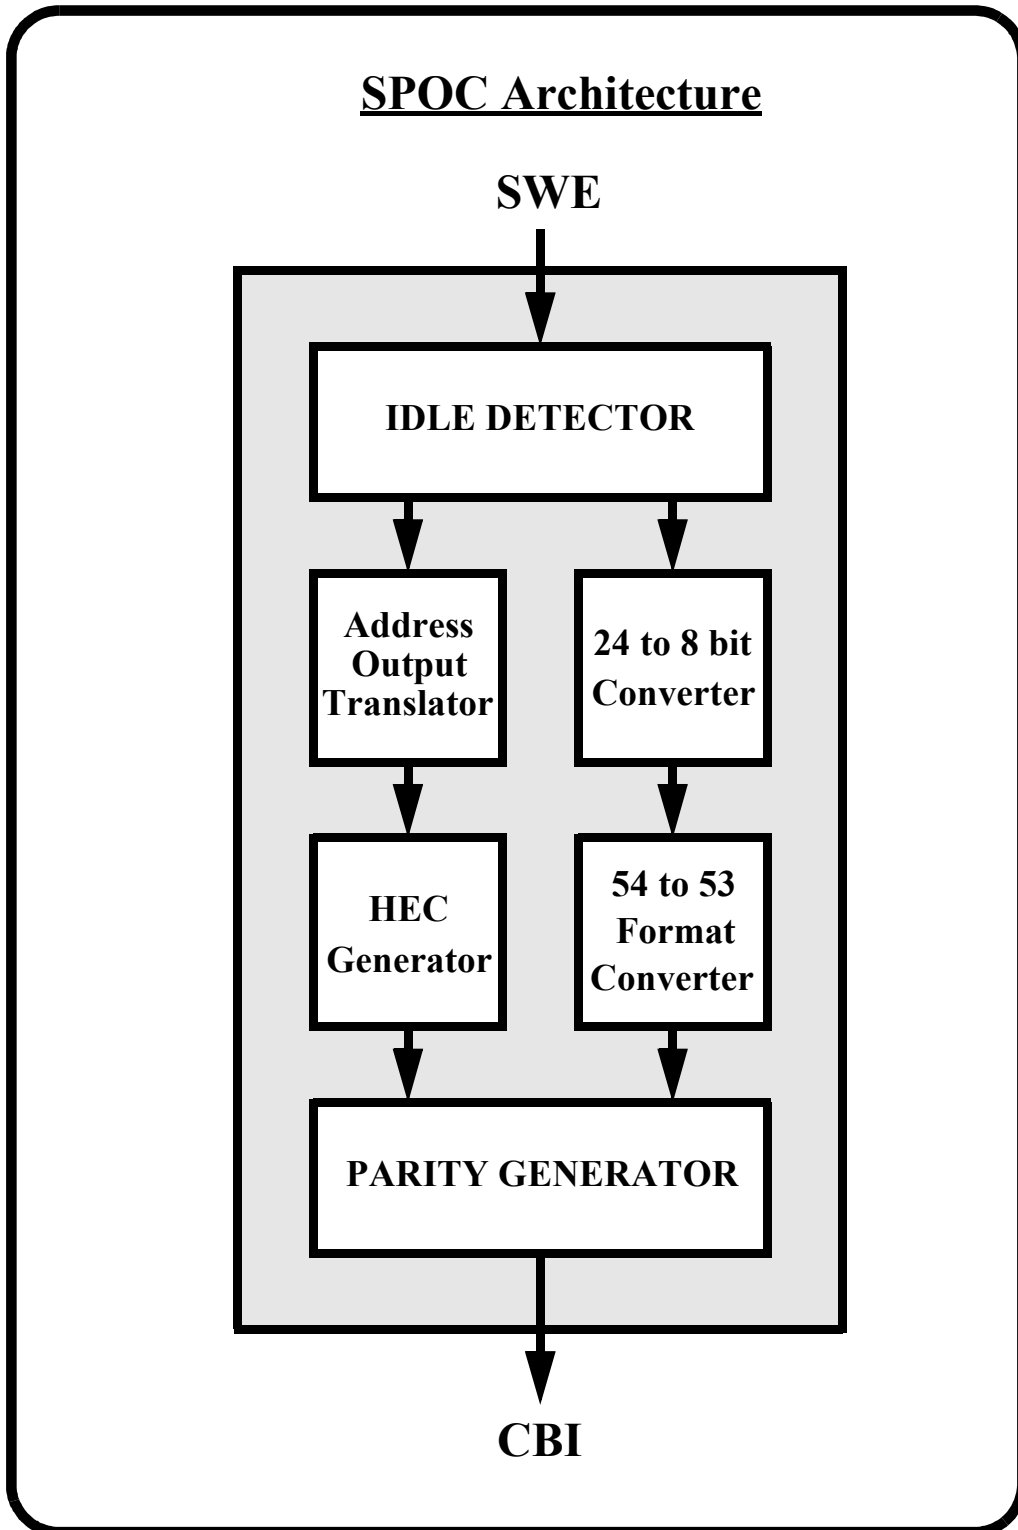 SPOC Architecture
SWE
IDLE DETECTOR
Address
Output
Translator
24 to 8 bit
Converter
HEC
Generator
54 to 53
Format
Converter
PARITY GENERATOR
CBI